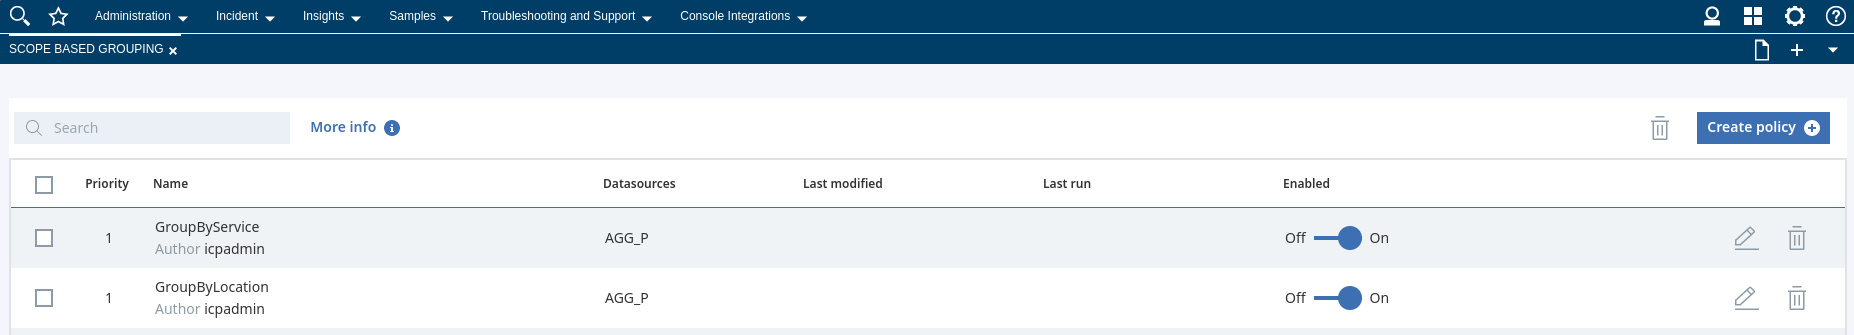 Administration Incident Insights Samples Troubleshooting and Support Console Integrations
SCOPE BASED GROUPING
Search More info Create policy
Priority Name Datasources Last modified Last run Enabled
1 GroupByService AGG_P Off On
Author icpadmin
1 GroupByLocation AGG_P Off On
Author icpadmin